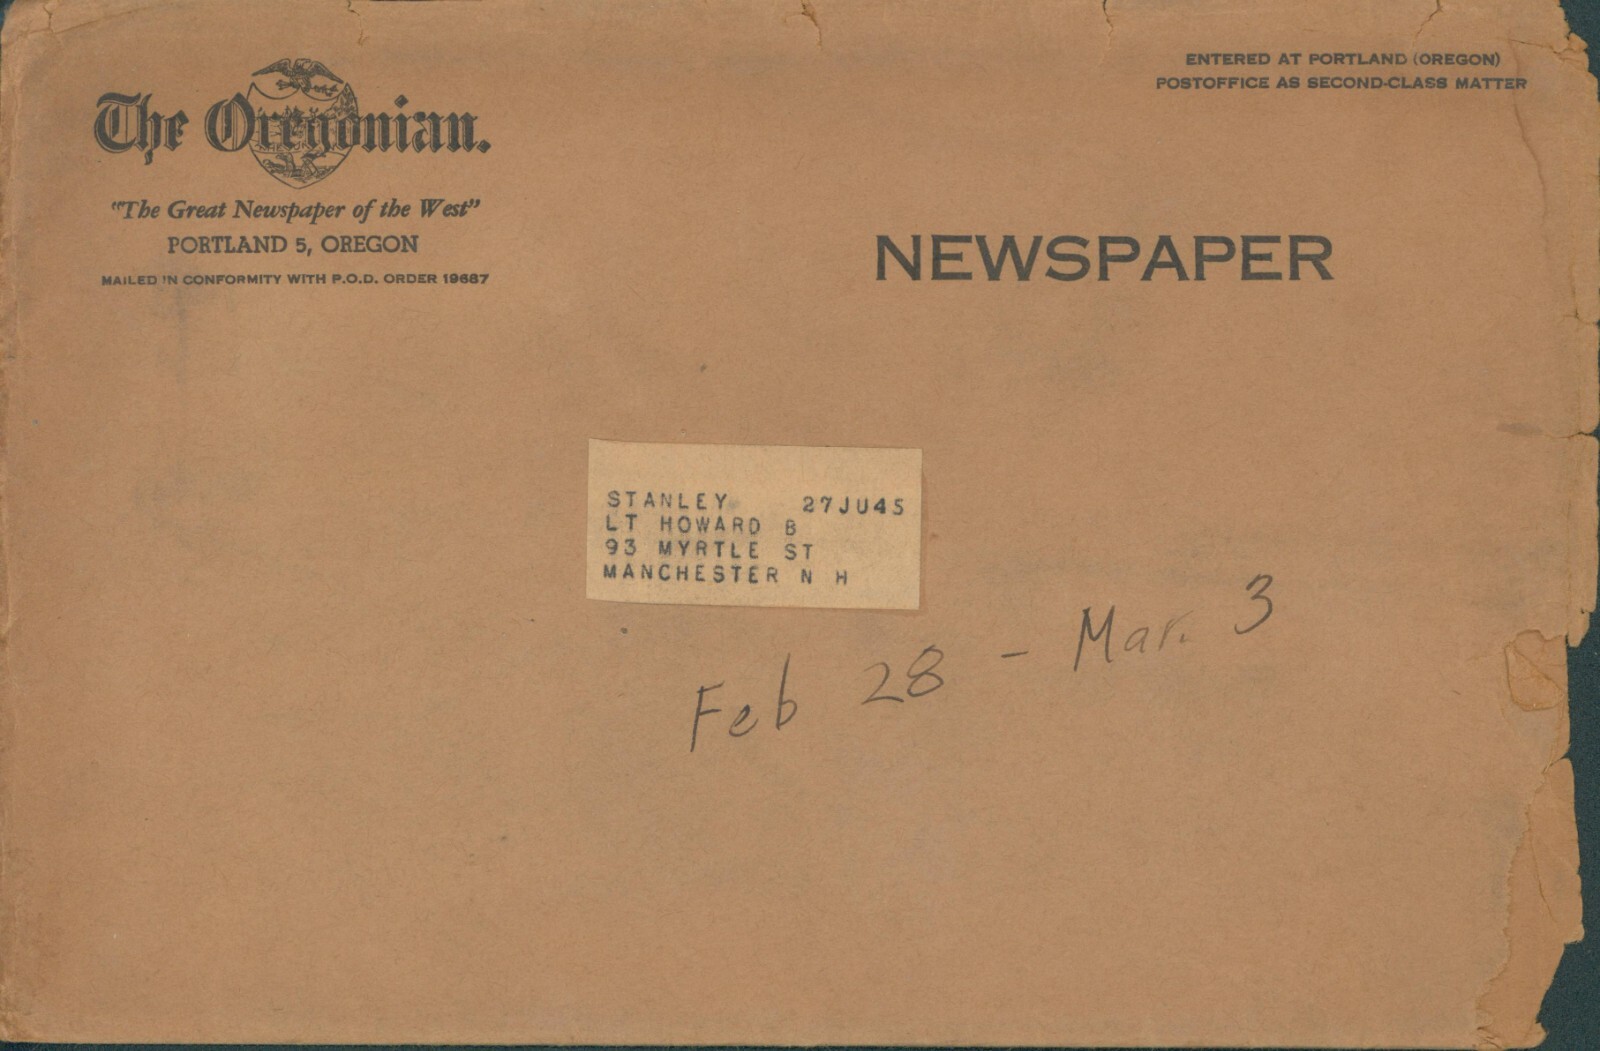 The Oregonian.
"The Great Newspaper of the West"
PORTLAND 5, OREGON
MAILED IN CONFORMITY WITH P.O.D. ORDER 19687
ENTERED AT PORTLAND (OREGON)
POSTOFFICE AS SECOND-CLASS MATTER
NEWSPAPER
STANLEY 27JU45
LT HOWARD B
93 MYRTLE ST
MANCHESTER N H
Feb 28 - Mar. 3